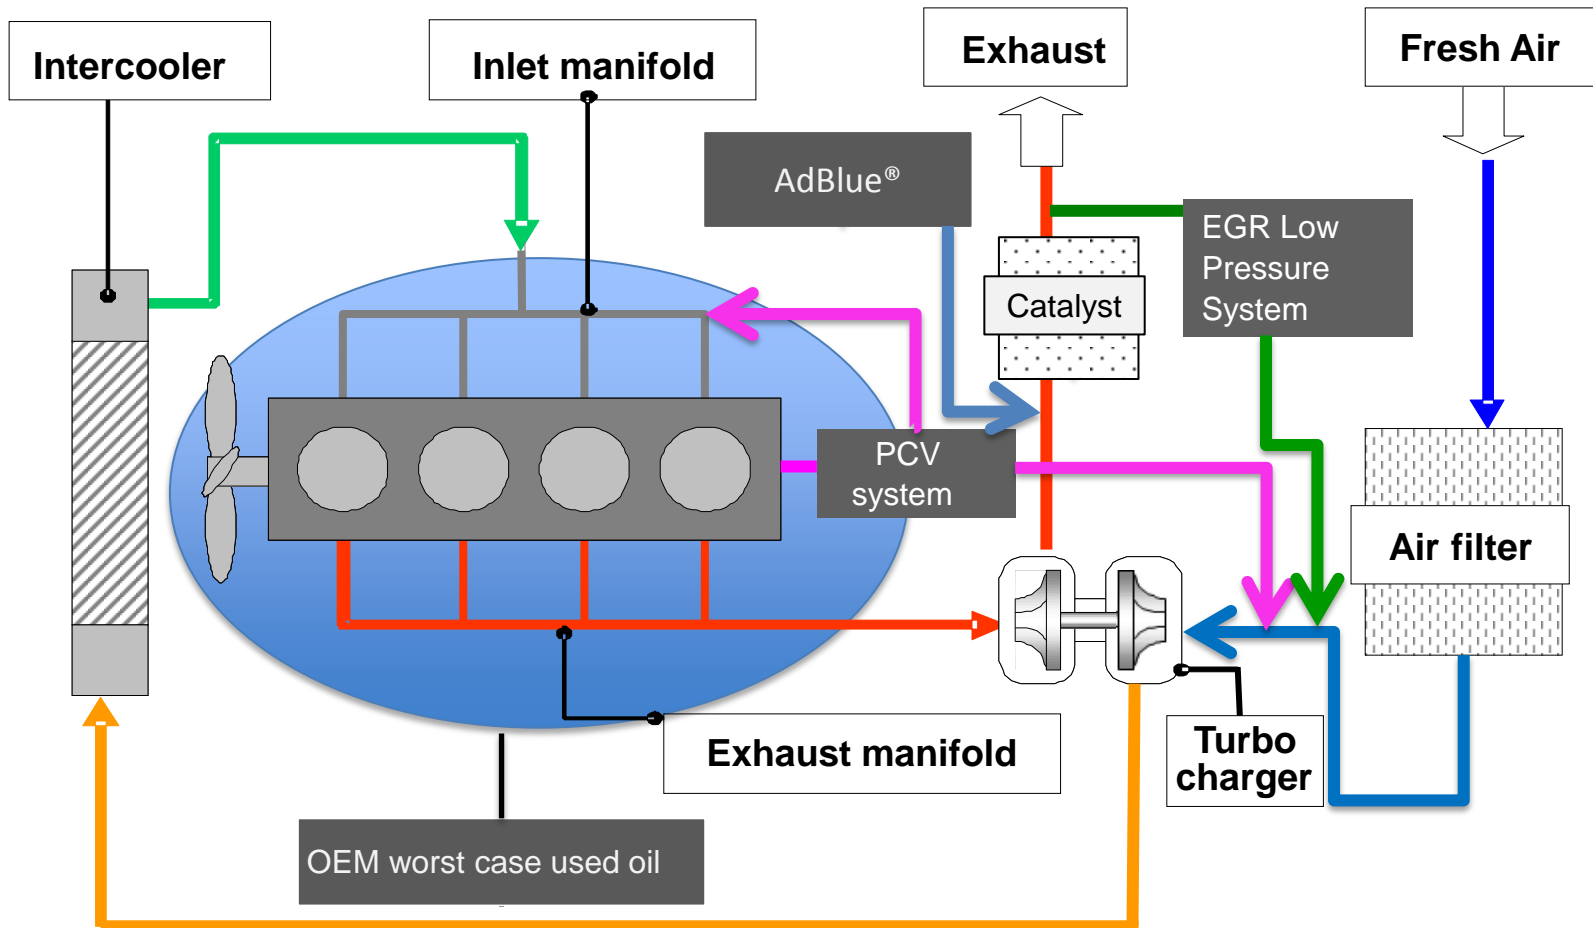 Intercooler
Inlet manifold
Exhaust
Fresh Air
AdBlue®
EGR Low
Pressure
System
Catalyst
PCV
system
Air filter
Exhaust manifold
Turbo
charger
OEM worst case used oil